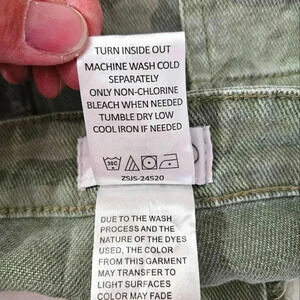 TURN INSIDE OUT
MACHINE WASH COLD
SEPARATELY
ONLY NON-CHLORINE
BLEACH WHEN NEEDED
TUMBLE DRY LOW
COOL IRON IF NEEDED
30C
ZSJS-24520
DUE TO THE WASH
PROCESS AND THE
NATURE OF THE DYES
USED, THE COLOR
FROM THIS GARMENT
MAY TRANSFER TO
LIGHT SURFACES
COLOR MAY FADE